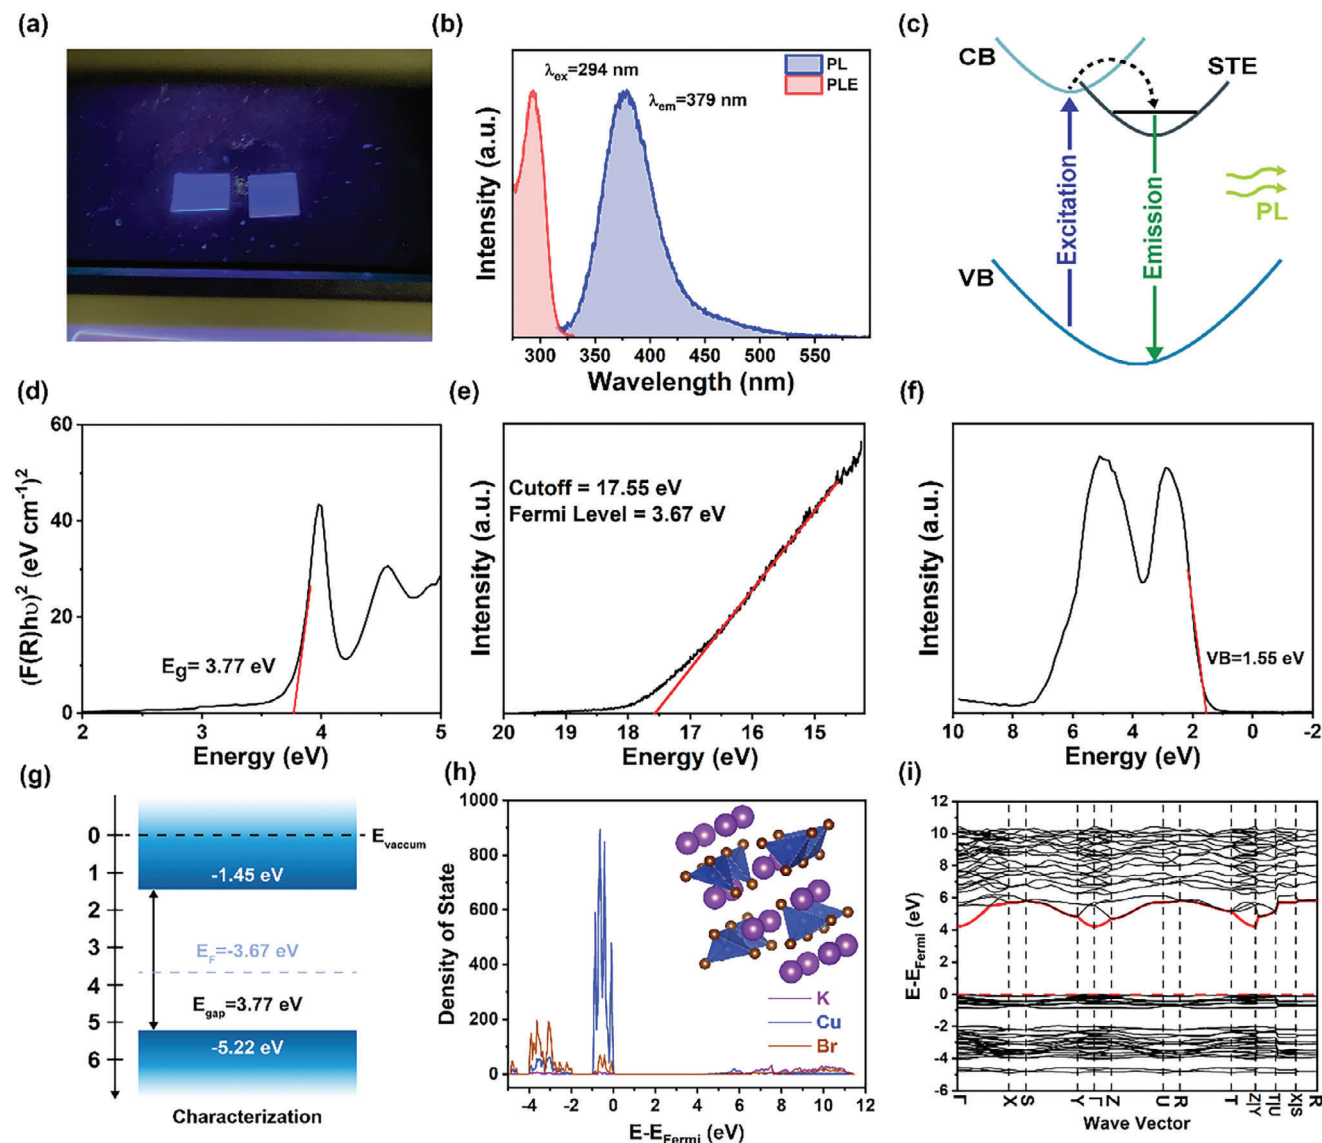 (a)
(b)
λex=294 nm
λem=379 nm
PL
PLE
Intensity (a.u.)
300 350 400 450 500 550
Wavelength (nm)
(c)
CB
STE
Excitation
Emission
PL
VB
(d)
60
40
20
0
(F(R)hυ)² (eV cm⁻¹)²
Eg= 3.77 eV
2 3 4 5
Energy (eV)
(e)
Cutoff = 17.55 eV
Fermi Level = 3.67 eV
Intensity (a.u.)
20 19 18 17 16 15
Energy (eV)
(f)
Intensity (a.u.)
VB=1.55 eV
10 8 6 4 2 0 -2
Energy (eV)
(g)
0
1
2
3
4
5
6
Evaccum
-1.45 eV
EF=-3.67 eV
Egap=3.77 eV
-5.22 eV
Characterization
(h)
1000
800
600
400
200
0
Density of State
K
Cu
Br
-4 -2 0 2 4 6 8 10 12
E-EFermi (eV)
(i)
12
10
8
6
4
2
0
-2
-4
-6
E-EFermi (eV)
Γ X S Y Γ Z U R T Z|Y T|U X|S R
Wave Vector